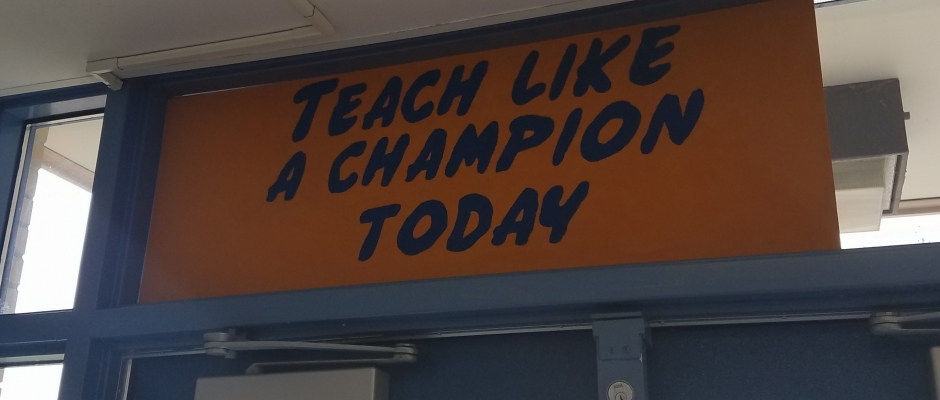 TEACH LIKE
A CHAMPION
TODAY